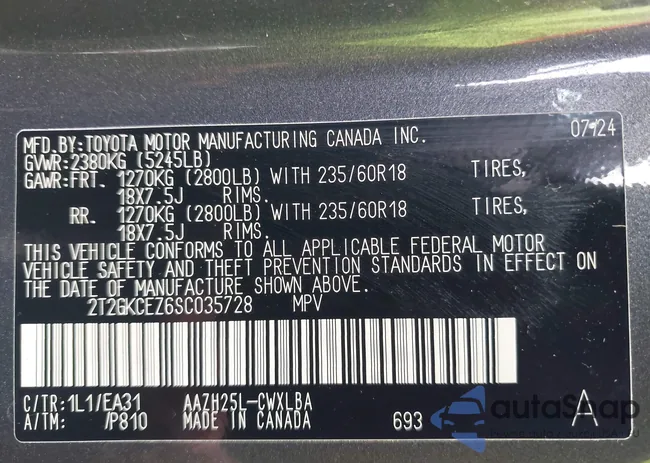 MFD.BY:TOYOTA MOTOR MANUFACTURING CANADA INC. 07/24
GVWR:2380KG (5245LB)
GAWR:FRT. 1270KG (2800LB) WITH 235/60R18 TIRES,
18X7.5J RIMS.
RR. 1270KG (2800LB) WITH 235/60R18 TIRES,
18X7.5J RIMS.
THIS VEHICLE CONFORMS TO ALL APPLICABLE FEDERAL MOTOR
VEHICLE SAFETY AND THEFT PREVENTION STANDARDS IN EFFECT ON
THE DATE OF MANUFACTURE SHOWN ABOVE.
2T2GKCEZ6SC035728 MPV
C/TR:1L1/EA31 AAZH25L-CWXLBA
A/TM: /P810 MADE IN CANADA 693 A
autoShap